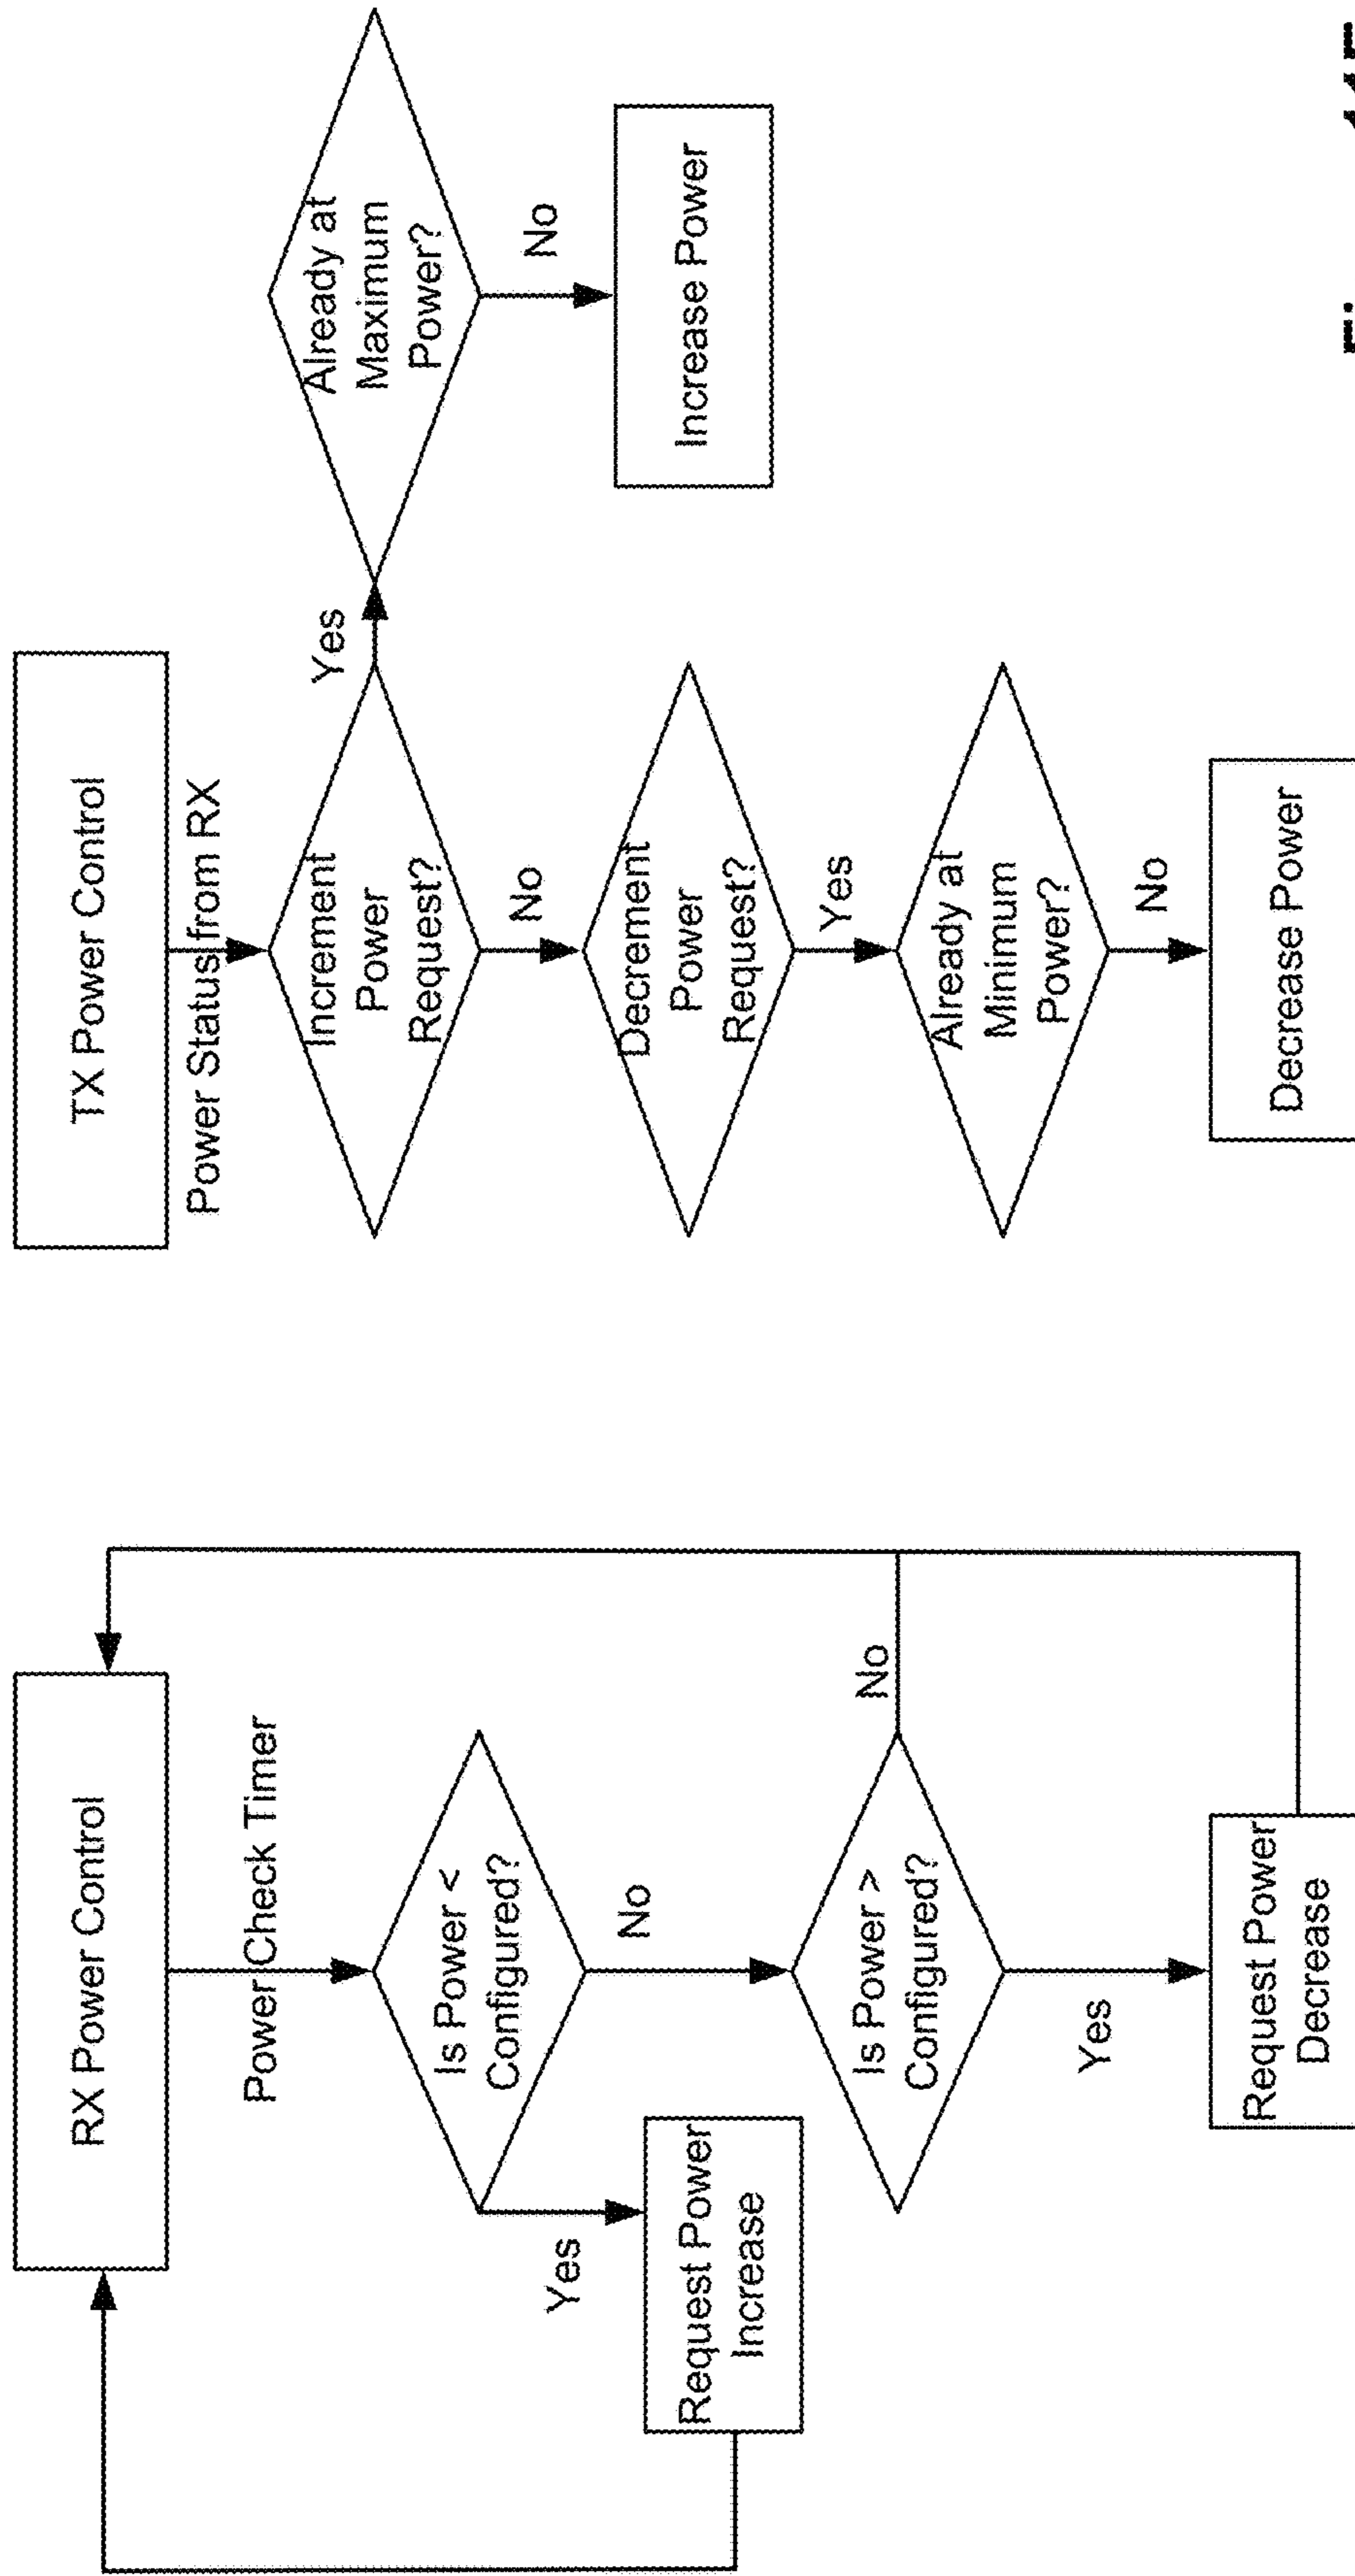 RX Power Control
Power Check Timer
Is Power <
Configured?
Yes
No
Request Power
Increase
Is Power >
Configured?
No
Yes
Request Power
Decrease
TX Power Control
Power Status from RX
Increment
Power
Request?
Yes
Already at
Maximum
Power?
No
Increase Power
No
Decrement
Power
Request?
Yes
Already at
Minimum
Power?
No
Decrease Power